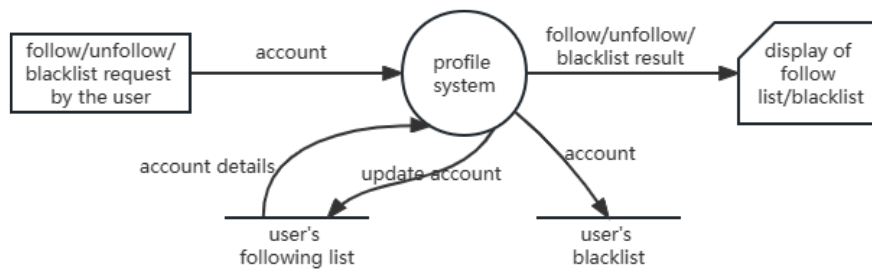 follow/unfollow/
blacklist request
by the user
account
profile
system
follow/unfollow/
blacklist result
display of
follow
list/blacklist
account details
update account
account
user's
following list
user's
blacklist